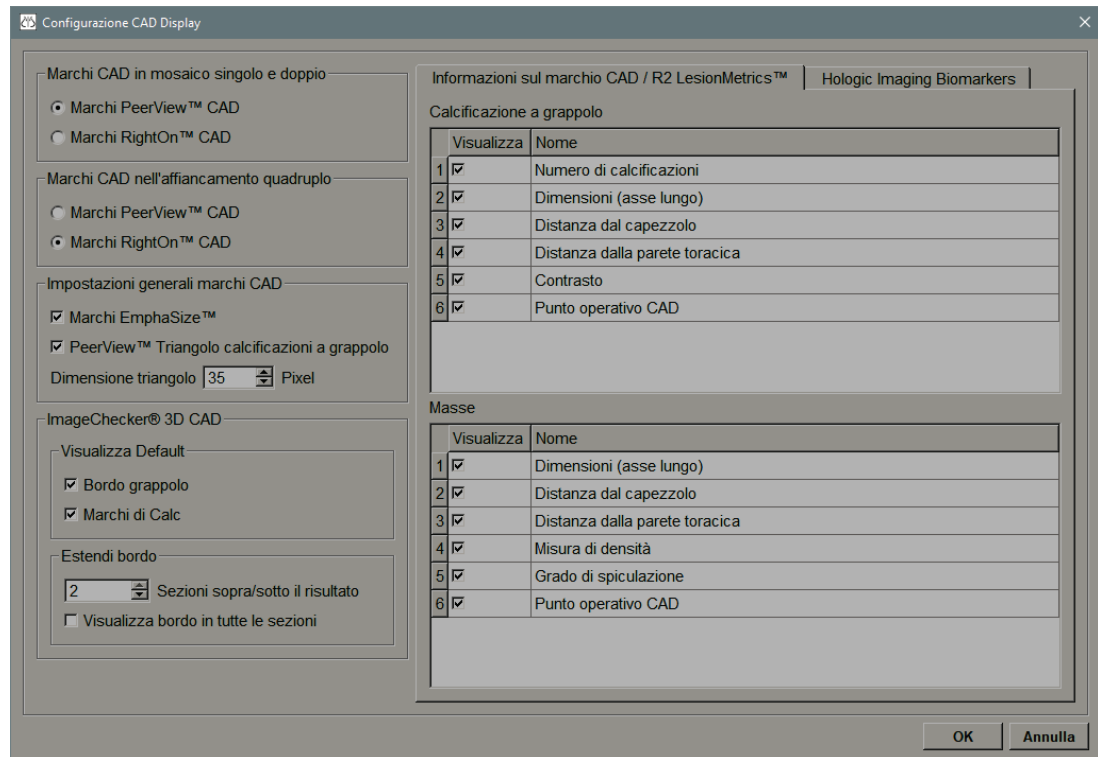 Configurazione CAD Display
Marchi CAD in mosaico singolo e doppio
Marchi PeerView™ CAD
Marchi RightOn™ CAD
Marchi CAD nell'affiancamento quadruplo
Marchi PeerView™ CAD
Marchi RightOn™ CAD
Impostazioni generali marchi CAD
Marchi EmphaSize™
PeerView™ Triangolo calcificazioni a grappolo
Dimensione triangolo 35 Pixel
ImageChecker® 3D CAD
Visualizza Default
Bordo grappolo
Marchi di Calc
Estendi bordo
2 Sezioni sopra/sotto il risultato
Visualizza bordo in tutte le sezioni
Informazioni sul marchio CAD / R2 LesionMetrics™ Hologic Imaging Biomarkers
Calcificazione a grappolo
Visualizza Nome
1 Numero di calcificazioni
2 Dimensioni (asse lungo)
3 Distanza dal capezzolo
4 Distanza dalla parete toracica
5 Contrasto
6 Punto operativo CAD
Masse
Visualizza Nome
1 Dimensioni (asse lungo)
2 Distanza dal capezzolo
3 Distanza dalla parete toracica
4 Misura di densità
5 Grado di spiculazione
6 Punto operativo CAD
OK Annulla